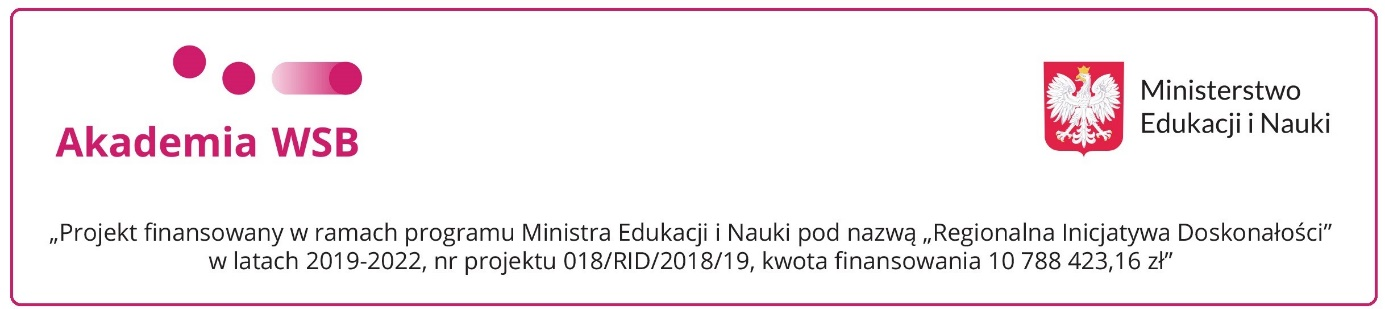 Akademia WSB
Ministerstwo
Edukacji i Nauki
„Projekt finansowany w ramach programu Ministra Edukacji i Nauki pod nazwą „Regionalna Inicjatywa Doskonałości”
w latach 2019-2022, nr projektu 018/RID/2018/19, kwota finansowania 10 788 423,16 zł”